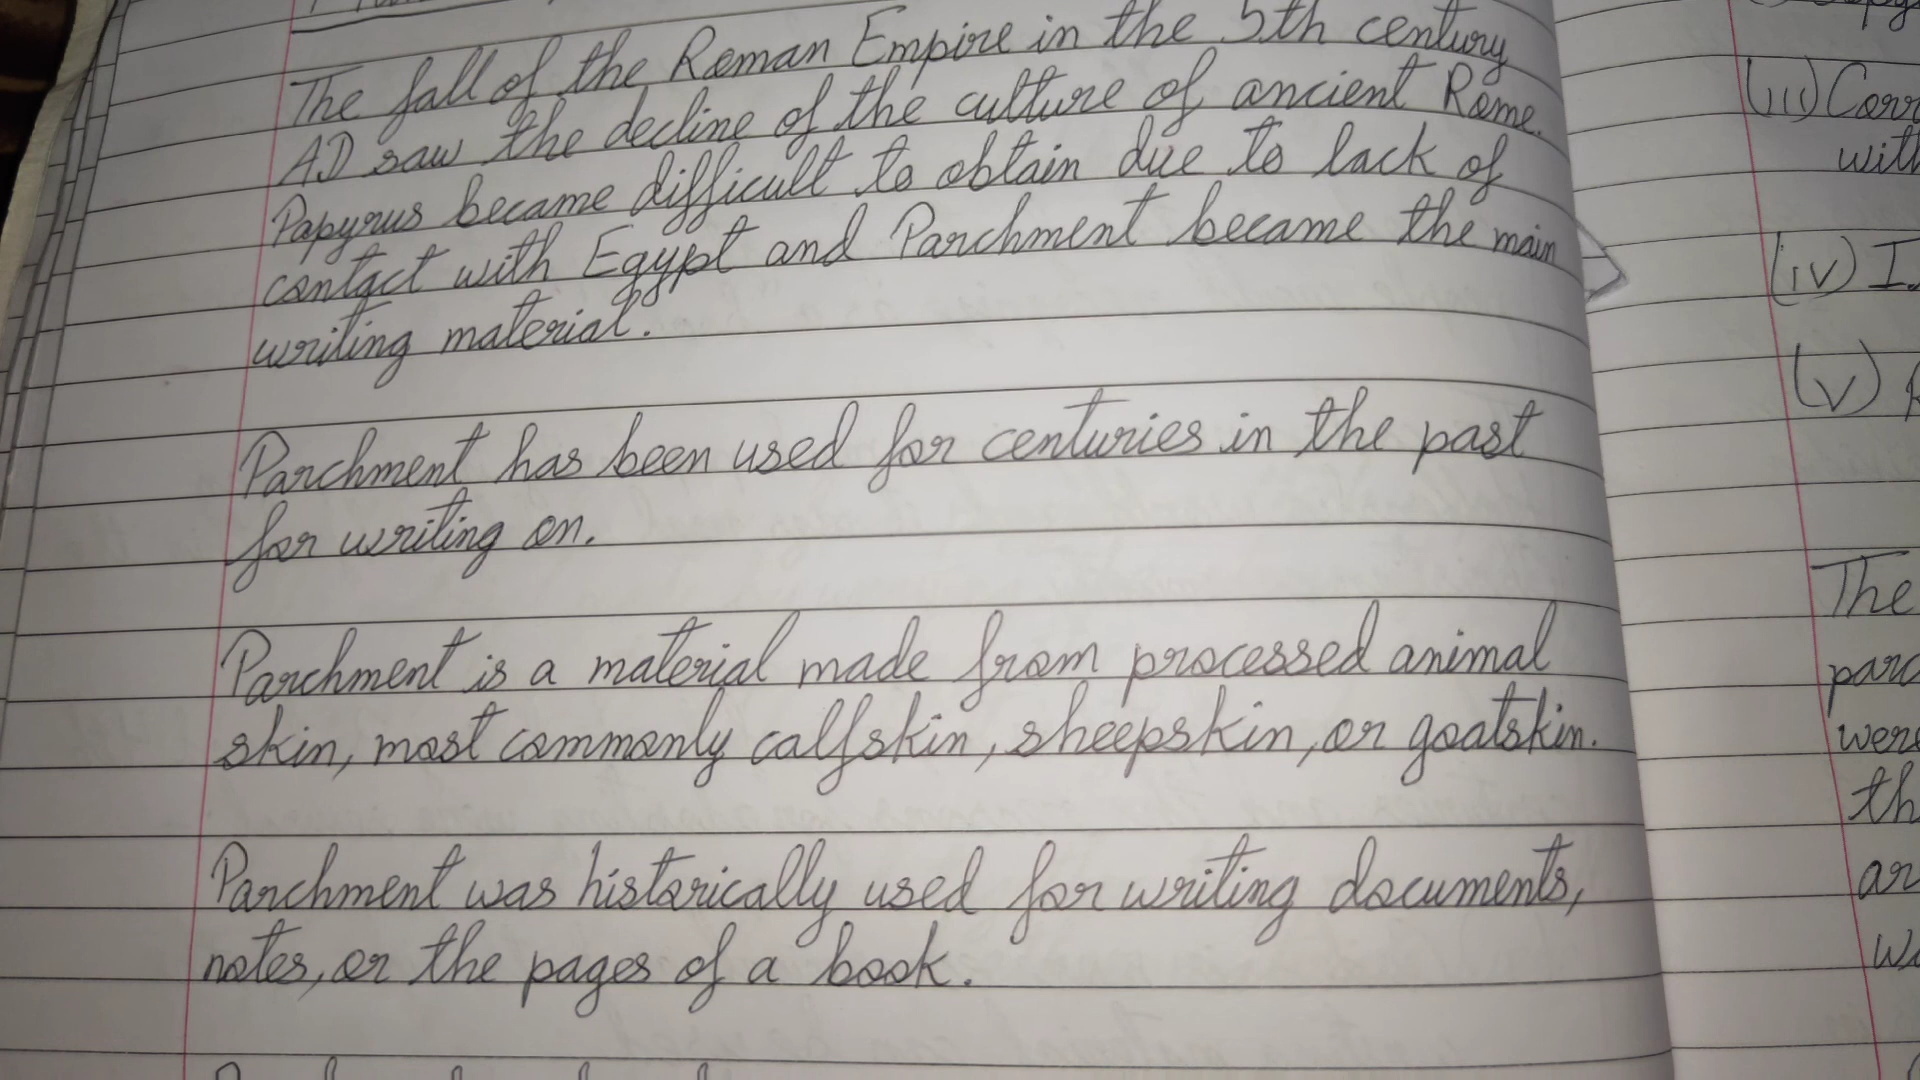 The fall of the Roman Empire in the 5th century
AD saw the decline of the culture of ancient Rome.
Papyrus became difficult to obtain due to lack of
contact with Egypt and Parchment became the main
writing material.
Parchment has been used for centuries in the past
for writing on.
Parchment is a material made from processed animal
skin, most commonly calfskin, sheepskin, or goatskin.
Parchment was historically used for writing documents,
notes, or the pages of a book.
(iii) Corr
with
(iv) I
(v)
The
parc
were
th
ar